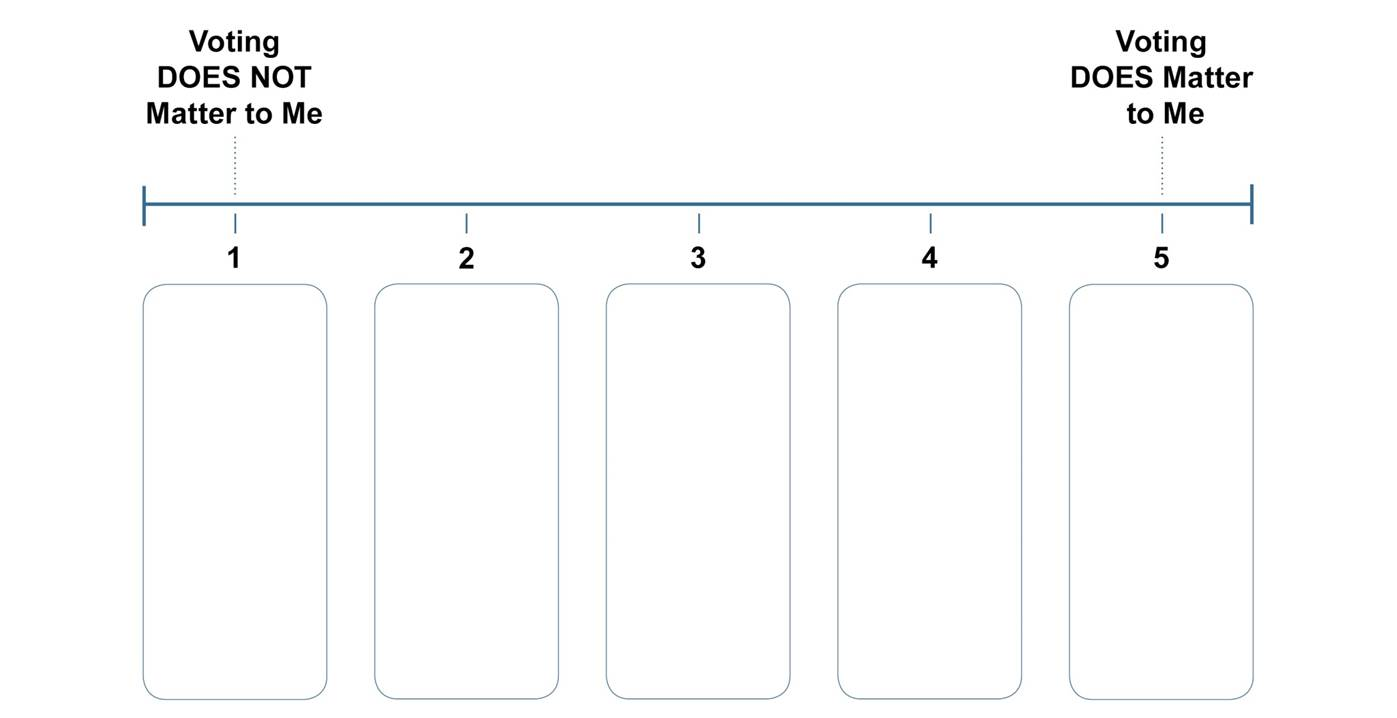 Voting
DOES NOT
Matter to Me
Voting
DOES Matter
to Me
1 2 3 4 5